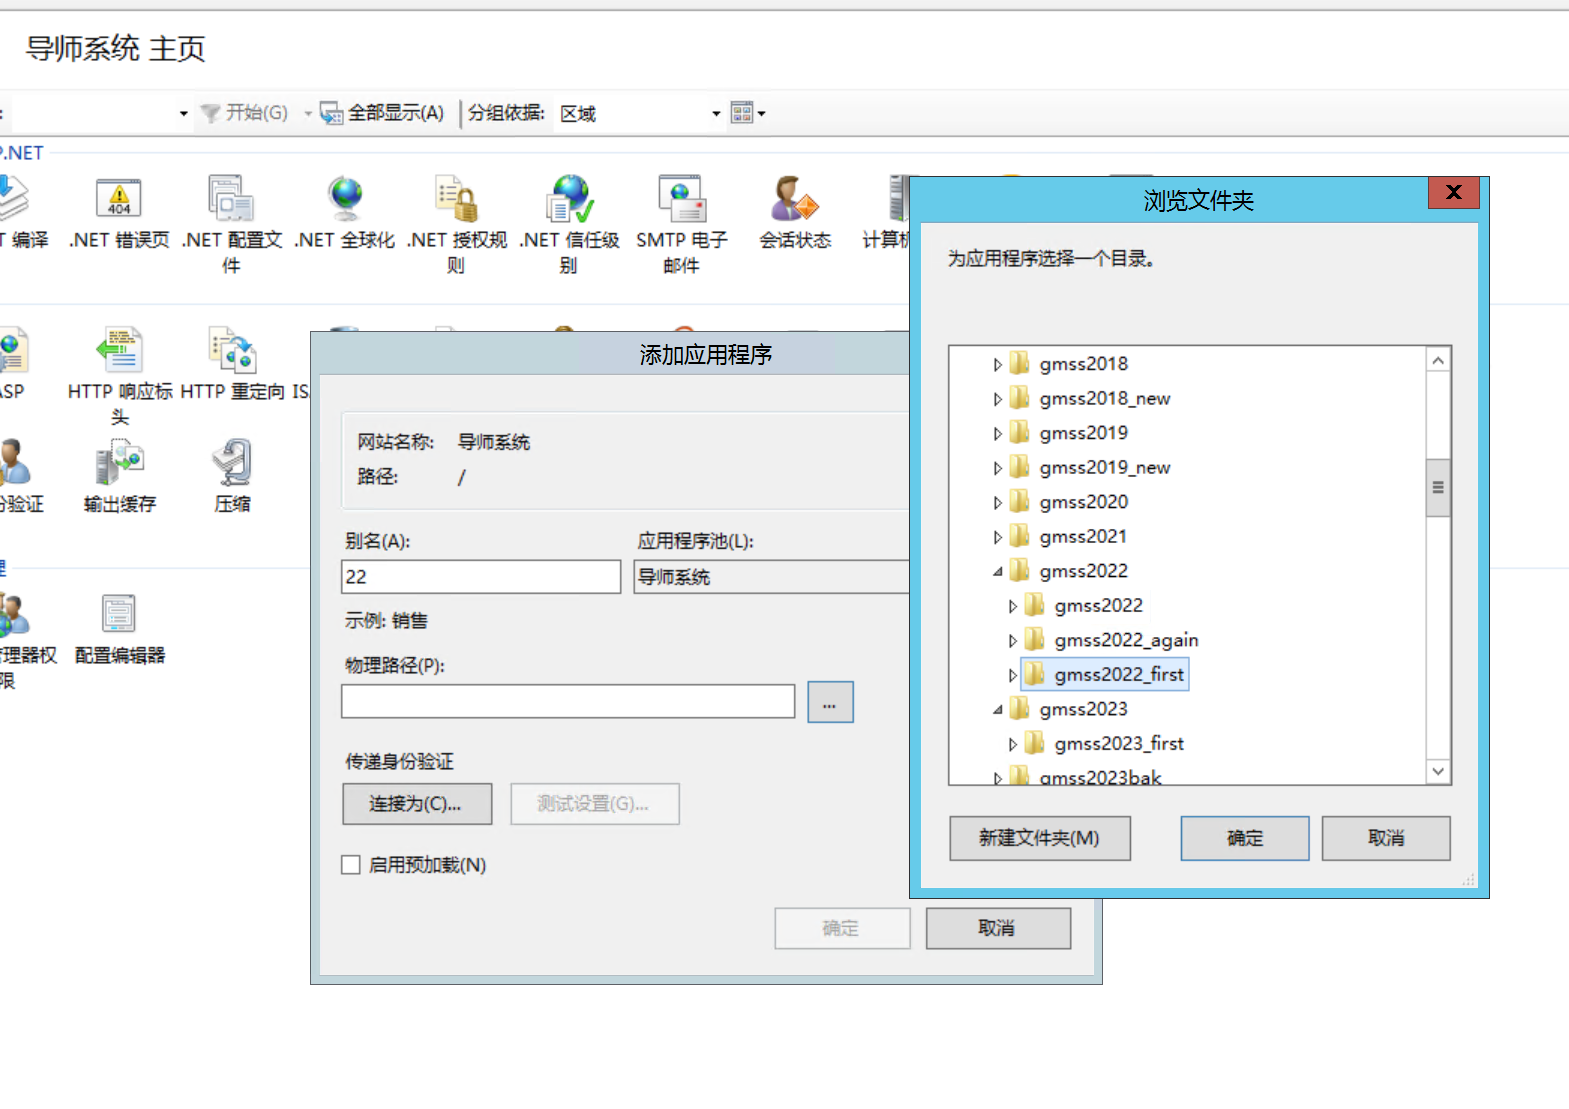 导师系统 主页
开始(G)
全部显示(A)
分组依据:
区域
P.NET
T 编译
.NET 错误页
.NET 配置文
件
.NET 全球化
.NET 授权规
则
.NET 信任级
别
SMTP 电子
邮件
会话状态
计算机
404
ASP
HTTP 响应标
头
HTTP 重定向
IS
份验证
输出缓存
压缩
理
管理器权
限
配置编辑器
添加应用程序
网站名称:
导师系统
路径:
/
别名(A):
应用程序池(L):
22
导师系统
示例: 销售
物理路径(P):
...
传递身份验证
连接为(C)...
测试设置(G)...
启用预加载(N)
确定
取消
浏览文件夹
X
为应用程序选择一个目录。
gmss2018
gmss2018_new
gmss2019
gmss2019_new
gmss2020
gmss2021
gmss2022
gmss2022
gmss2022_again
gmss2022_first
gmss2023
gmss2023_first
gmss2023bak
新建文件夹(M)
确定
取消